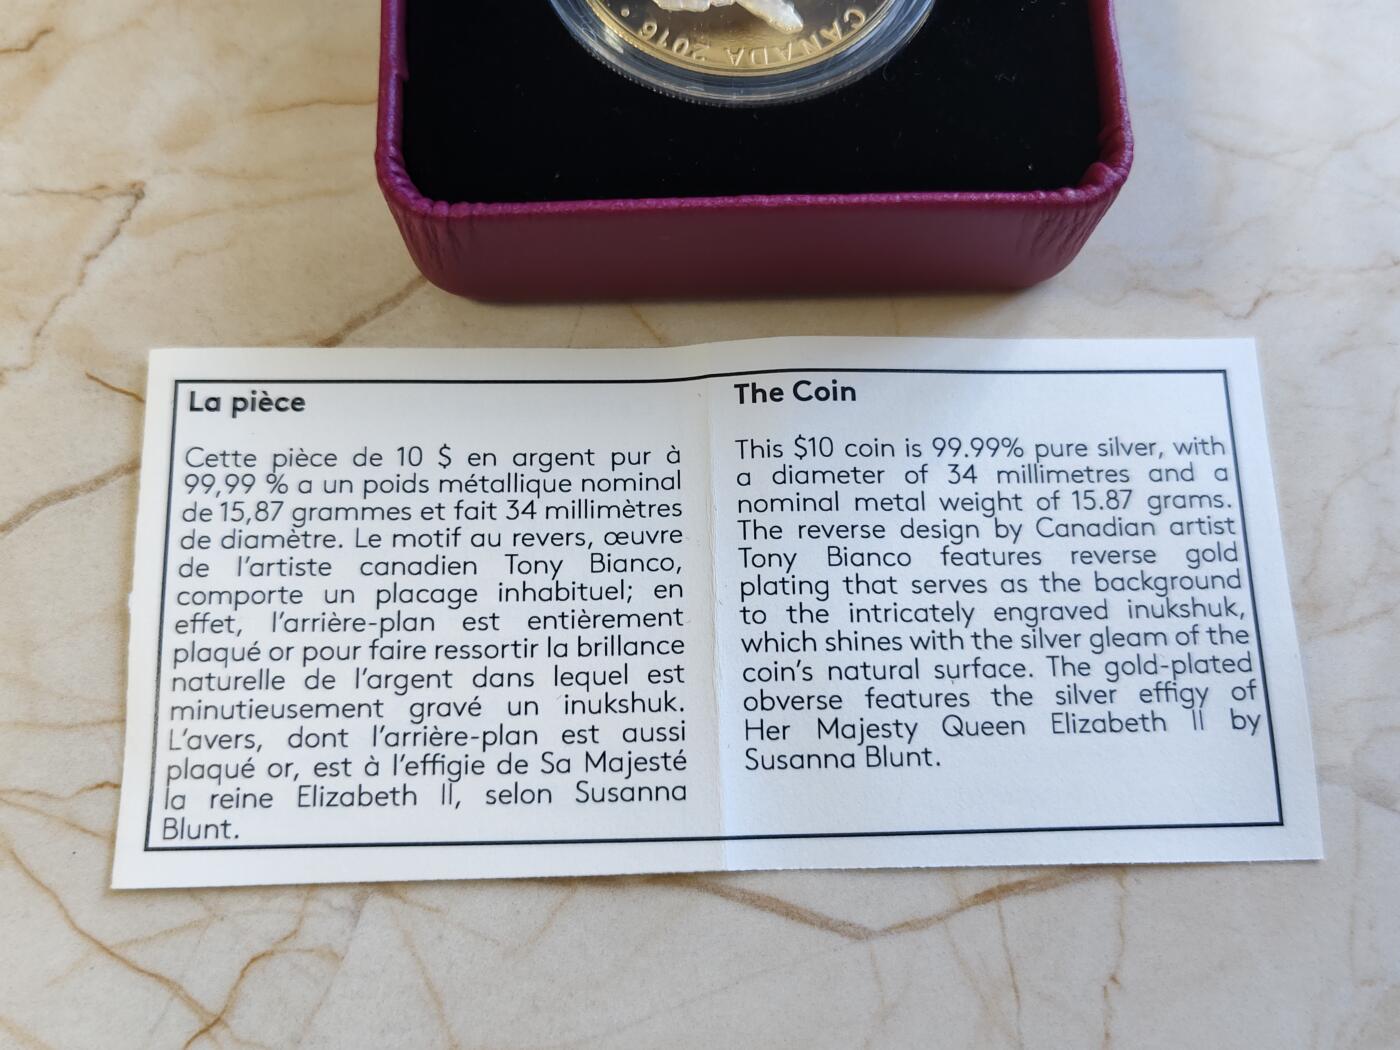 CANADA 2016
La pièce
Cette pièce de 10 $ en argent pur à
99,99 % a un poids métallique nominal
de 15,87 grammes et fait 34 millimètres
de diamètre. Le motif au revers, œuvre
de l'artiste canadien Tony Bianco,
comporte un placage inhabituel; en
effet, l'arrière-plan est entièrement
plaqué or pour faire ressortir la brillance
naturelle de l'argent dans lequel est
minutieusement gravé un inukshuk.
L'avers, dont l'arrière-plan est aussi
plaqué or, est à l'effigie de Sa Majesté
la reine Elizabeth II, selon Susanna
Blunt.
The Coin
This $10 coin is 99.99% pure silver, with
a diameter of 34 millimetres and a
nominal metal weight of 15.87 grams.
The reverse design by Canadian artist
Tony Bianco features reverse gold
plating that serves as the background
to the intricately engraved inukshuk,
which shines with the silver gleam of the
coin's natural surface. The gold-plated
obverse features the silver effigy of
Her Majesty Queen Elizabeth II by
Susanna Blunt.